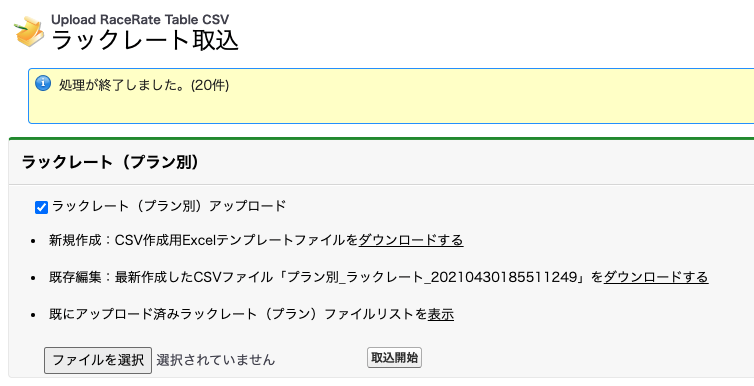 Upload RaceRate Table CSV
ラックレート取込
処理が終了しました。(20件)
ラックレート（プラン別）
ラックレート（プラン別）アップロード
• 新規作成：CSV作成用Excelテンプレートファイルをダウンロードする
• 既存編集：最新作成したCSVファイル「プラン別_ラックレート_20210430185511249」をダウンロードする
• 既にアップロード済みラックレート（プラン）ファイルリストを表示
ファイルを選択 選択されていません 取込開始